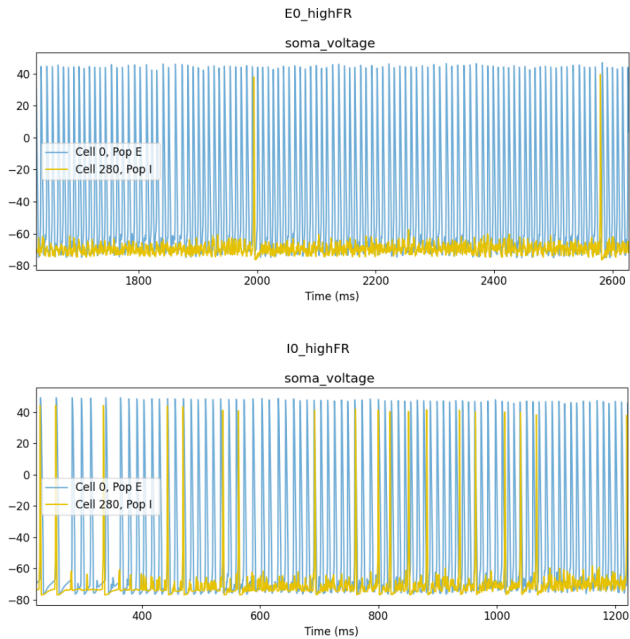 E0_highFR
soma_voltage
40
20
0
−20
−40
−60
−80
Cell 0, Pop E
Cell 280, Pop I
1800
2000
2200
2400
2600
Time (ms)
I0_highFR
soma_voltage
40
20
0
−20
−40
−60
−80
Cell 0, Pop E
Cell 280, Pop I
400
600
800
1000
1200
Time (ms)